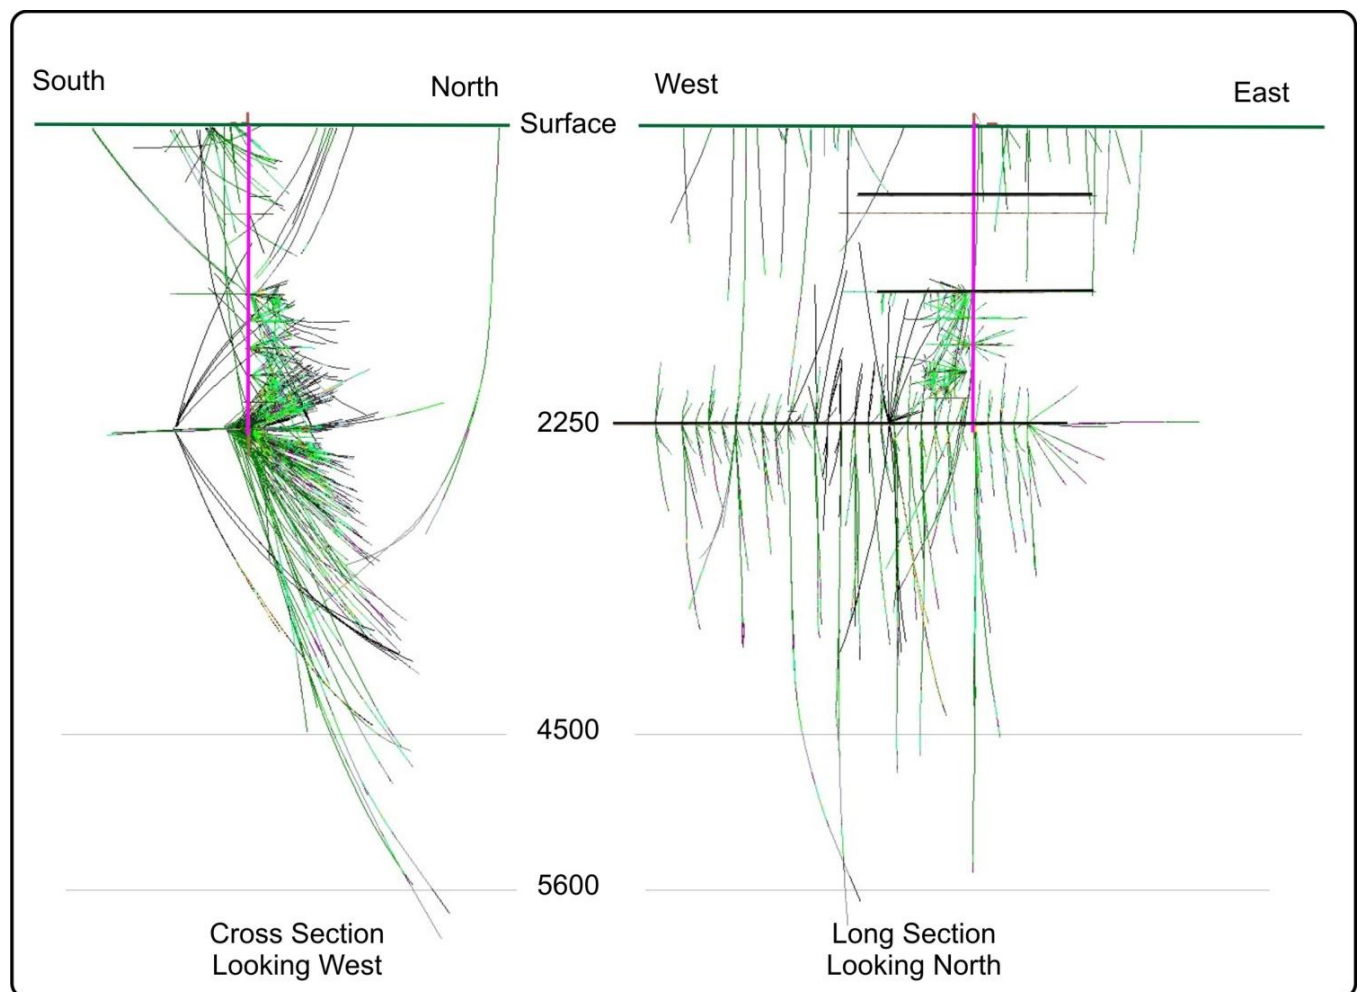 South
North
Surface
West
East
2250
4500
5600
Cross Section
Looking West
Long Section
Looking North